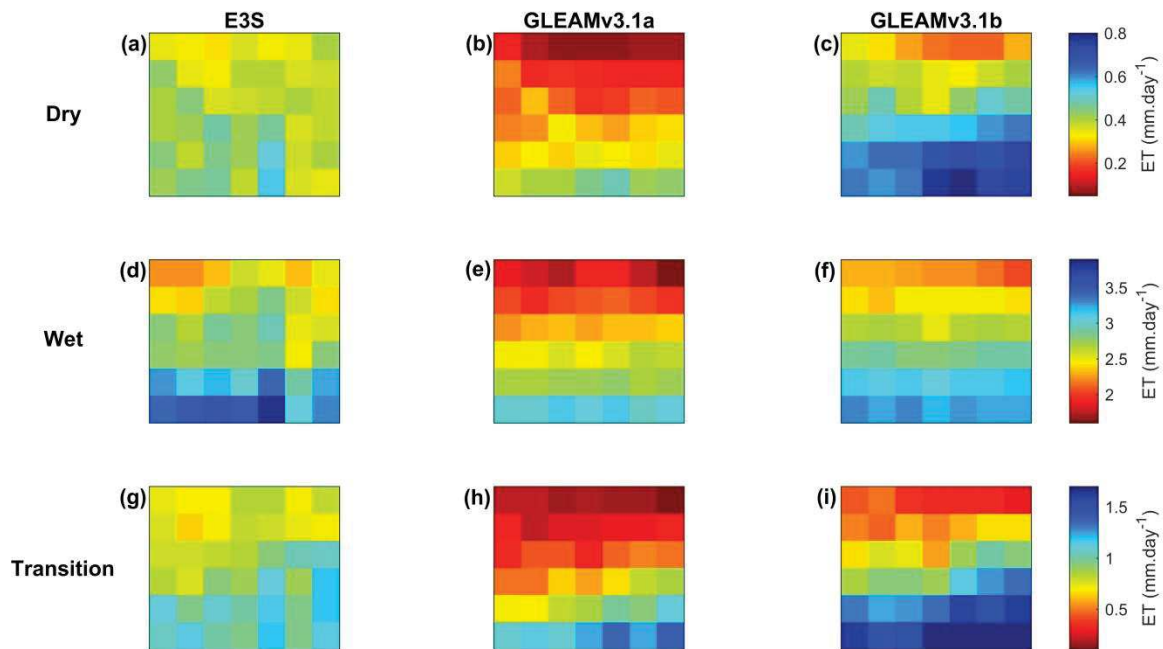 E3S GLEAMv3.1a GLEAMv3.1b
(a) (b) (c)
Dry
0.8
0.6
0.4
0.2
ET (mm.day-1)
(d) (e) (f)
Wet
3.5
3
2.5
2
ET (mm.day-1)
(g) (h) (i)
Transition
1.5
1
0.5
ET (mm.day-1)